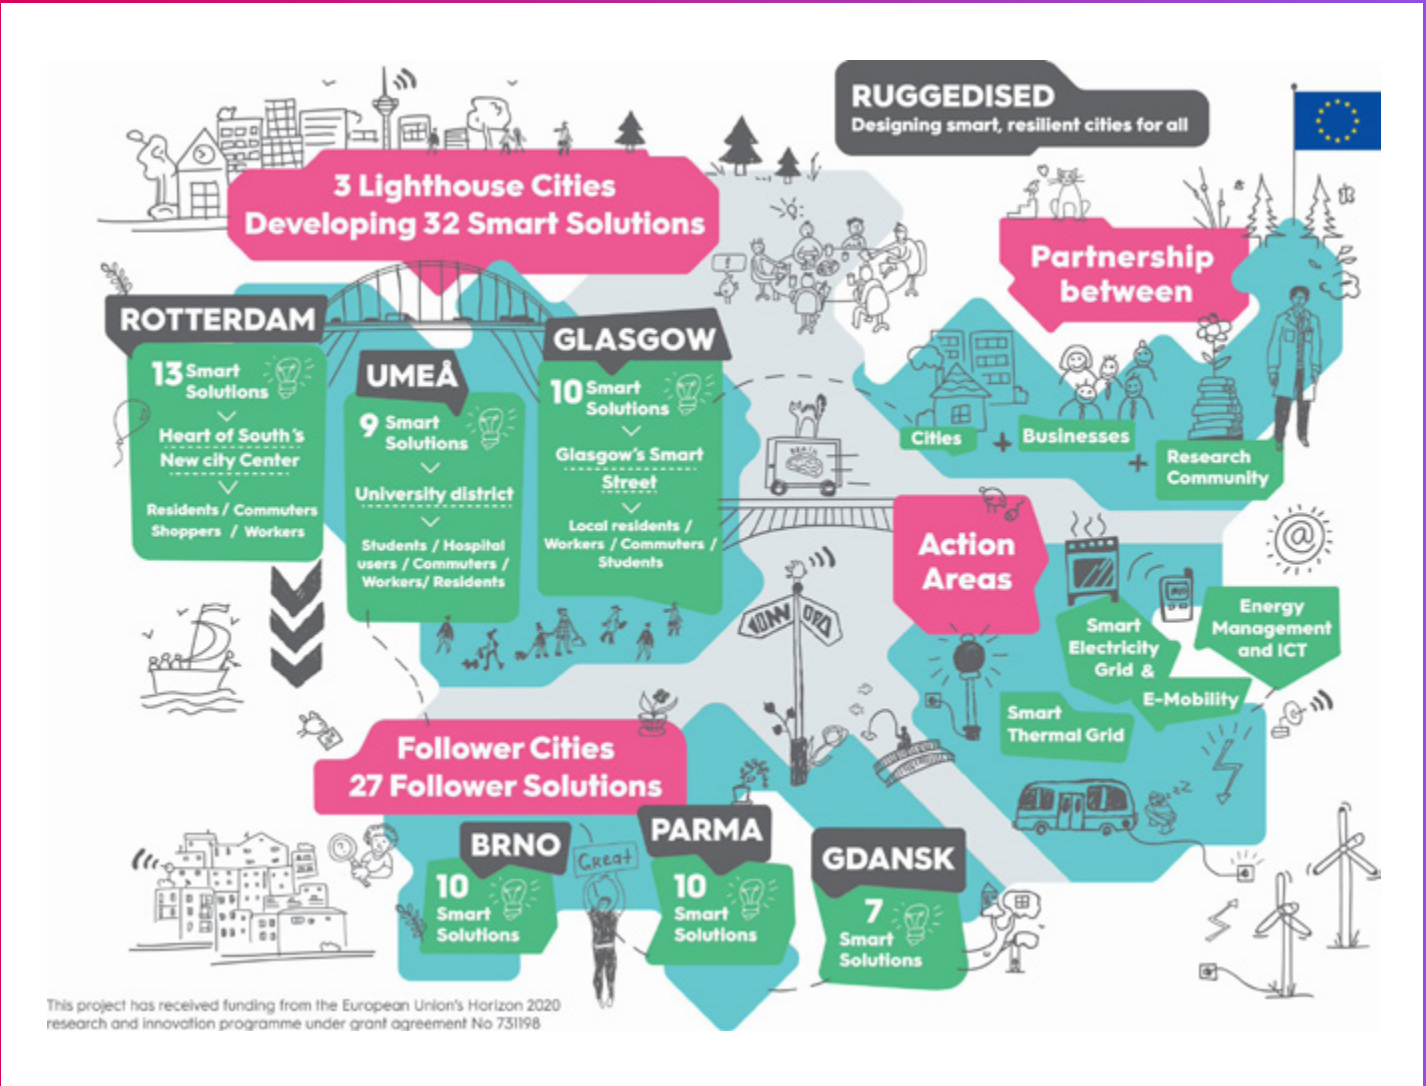 RUGGEDISED
Designing smart, resilient cities for all
3 Lighthouse Cities
Developing 32 Smart Solutions
ROTTERDAM
13 Smart
Solutions
Heart of South's
New city Center
Residents / Commuters
Shoppers / Workers
UMEÅ
9 Smart
Solutions
University district
Students / Hospital
users / Commuters /
Workers/ Residents
GLASGOW
10 Smart
Solutions
Glasgow's Smart
Street
Local residents /
Workers / Commuters /
Students
Partnership
between
Cities
+
Businesses
+
Research
Community
Action
Areas
@
Smart
Electricity
Grid &
E-Mobility
Energy
Management
and ICT
Smart
Thermal Grid
zzZ
Follower Cities
27 Follower Solutions
BRNO
10
Smart
Solutions
Great
PARMA
10
Smart
Solutions
GDANSK
7
Smart
Solutions
This project has received funding from the European Union's Horizon 2020
research and innovation programme under grant agreement No 731198